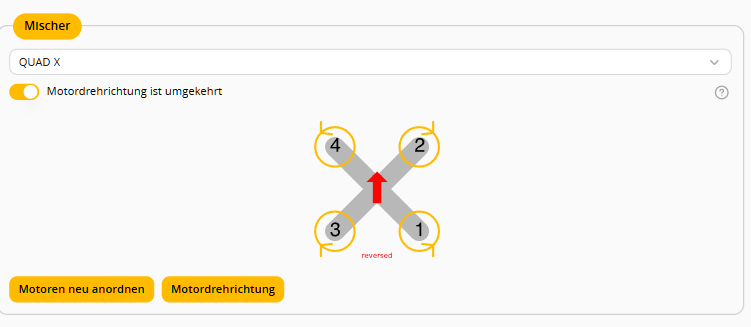 Mischer
QUAD X
Motordrehrichtung ist umgekehrt
4 2
3 1
reversed
Motoren neu anordnen Motordrehrichtung